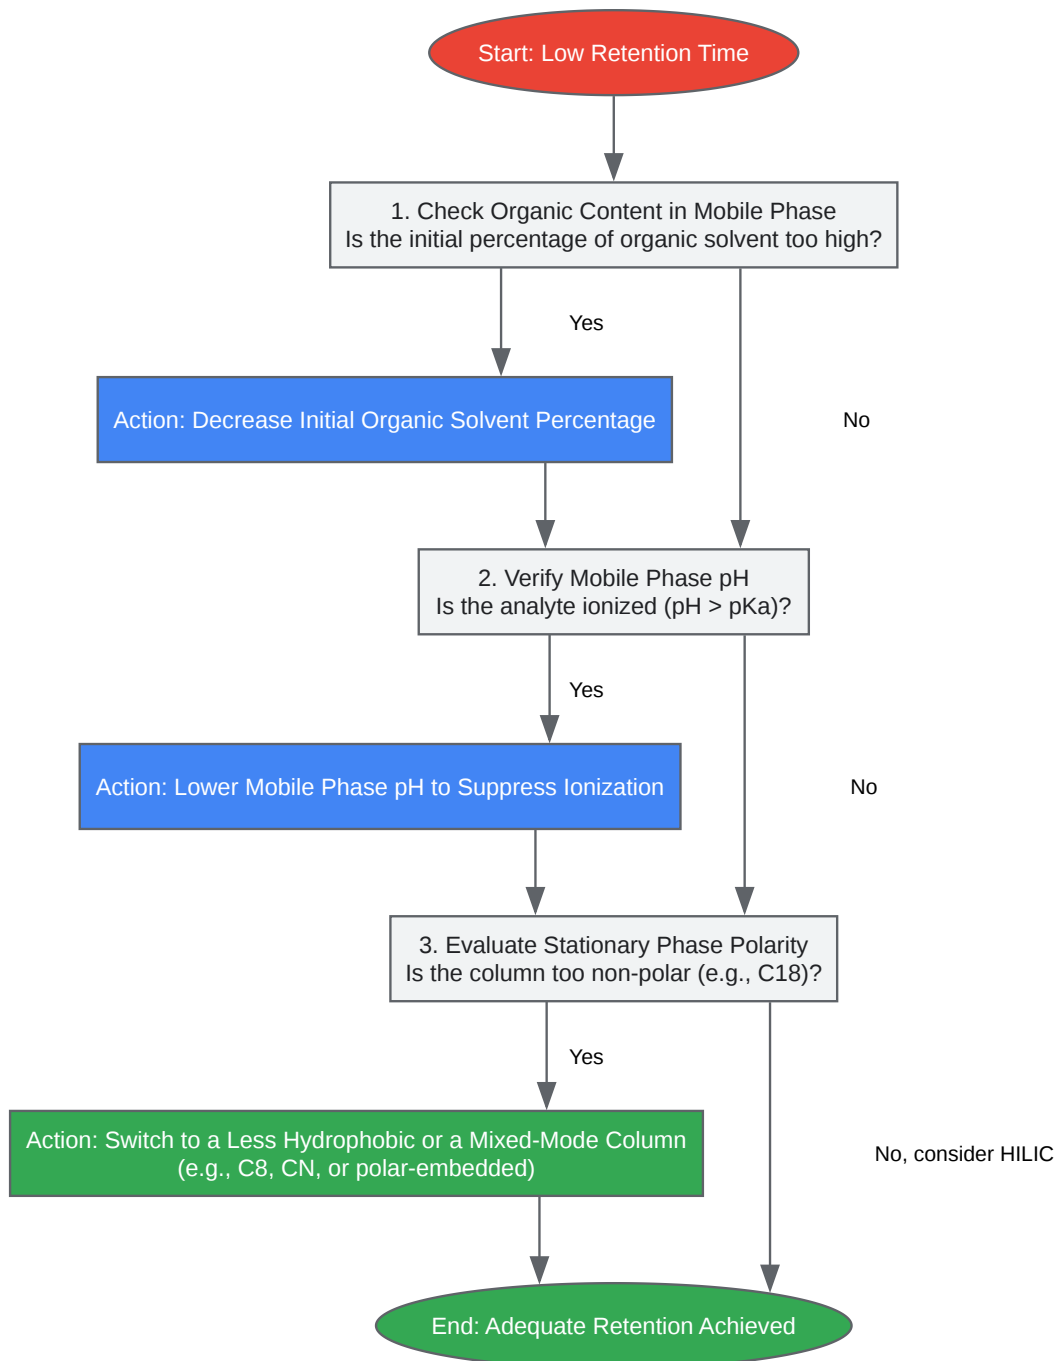 Start: Low Retention Time
1. Check Organic Content in Mobile Phase
Is the initial percentage of organic solvent too high?
Yes
Action: Decrease Initial Organic Solvent Percentage
No
2. Verify Mobile Phase pH
Is the analyte ionized (pH > pKa)?
Yes
Action: Lower Mobile Phase pH to Suppress Ionization
No
3. Evaluate Stationary Phase Polarity
Is the column too non-polar (e.g., C18)?
Yes
Action: Switch to a Less Hydrophobic or a Mixed-Mode Column
(e.g., C8, CN, or polar-embedded)
No, consider HILIC
End: Adequate Retention Achieved